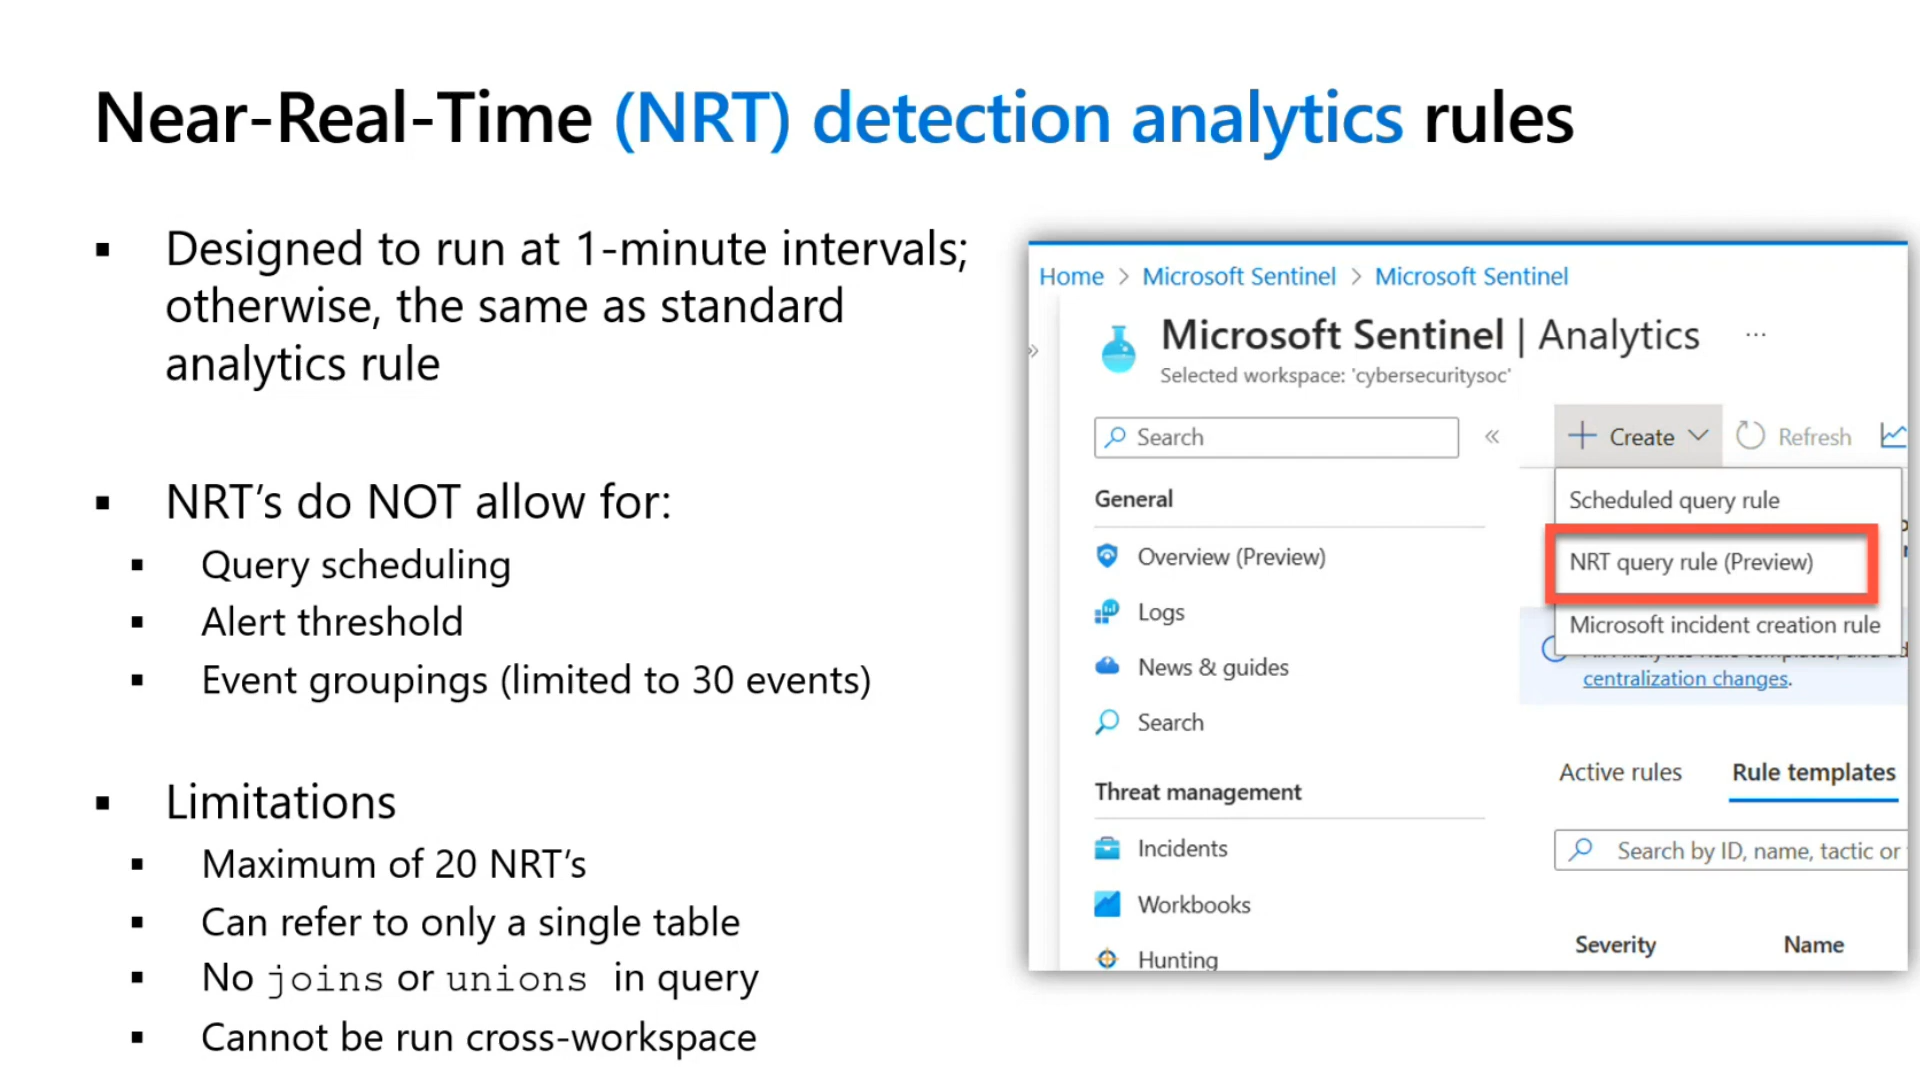 Near-Real-Time (NRT) detection analytics rules
▪ Designed to run at 1-minute intervals;
otherwise, the same as standard
analytics rule
▪ NRT’s do NOT allow for:
▪ Query scheduling
▪ Alert threshold
▪ Event groupings (limited to 30 events)
▪ Limitations
▪ Maximum of 20 NRT’s
▪ Can refer to only a single table
▪ No joins or unions in query
▪ Cannot be run cross-workspace
Home > Microsoft Sentinel > Microsoft Sentinel
Microsoft Sentinel | Analytics ...
Selected workspace: 'cybersecuritysoc'
Search
«
General
Overview (Preview)
Logs
News & guides
Search
Threat management
Incidents
Workbooks
Hunting
+ Create Refresh
Scheduled query rule
NRT query rule (Preview)
Microsoft incident creation rule
centralization changes.
Active rules Rule templates
Search by ID, name, tactic or
Severity Name